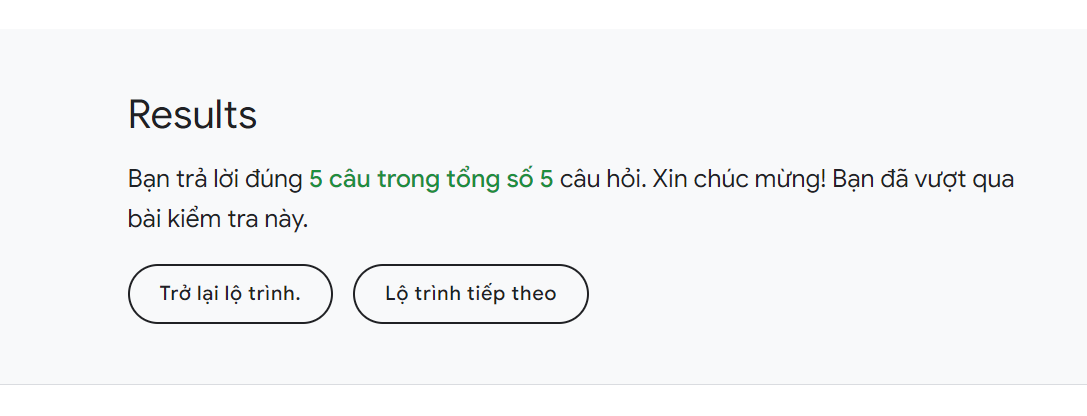 Results
Bạn trả lời đúng 5 câu trong tổng số 5 câu hỏi. Xin chúc mừng! Bạn đã vượt qua
bài kiểm tra này.
Trở lại lộ trình.
Lộ trình tiếp theo